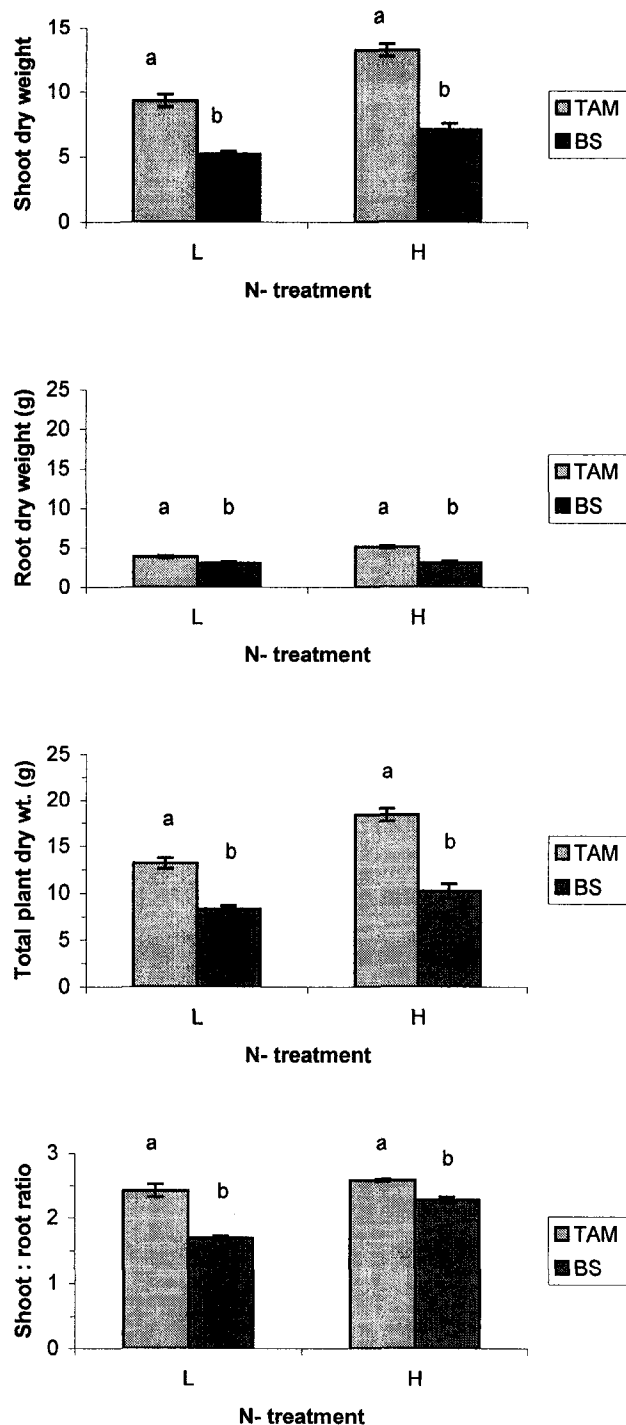 Shoot dry weight
15
10
5
0
a
b
a
b
L
H
N- treatment
TAM
BS
Root dry weight (g)
25
20
15
10
5
0
a
b
a
b
L
H
N- treatment
TAM
BS
Total plant dry wt. (g)
25
20
15
10
5
0
a
b
a
b
L
H
N- treatment
TAM
BS
Shoot : root ratio
3
2
1
0
a
b
a
b
L
H
N- treatment
TAM
BS